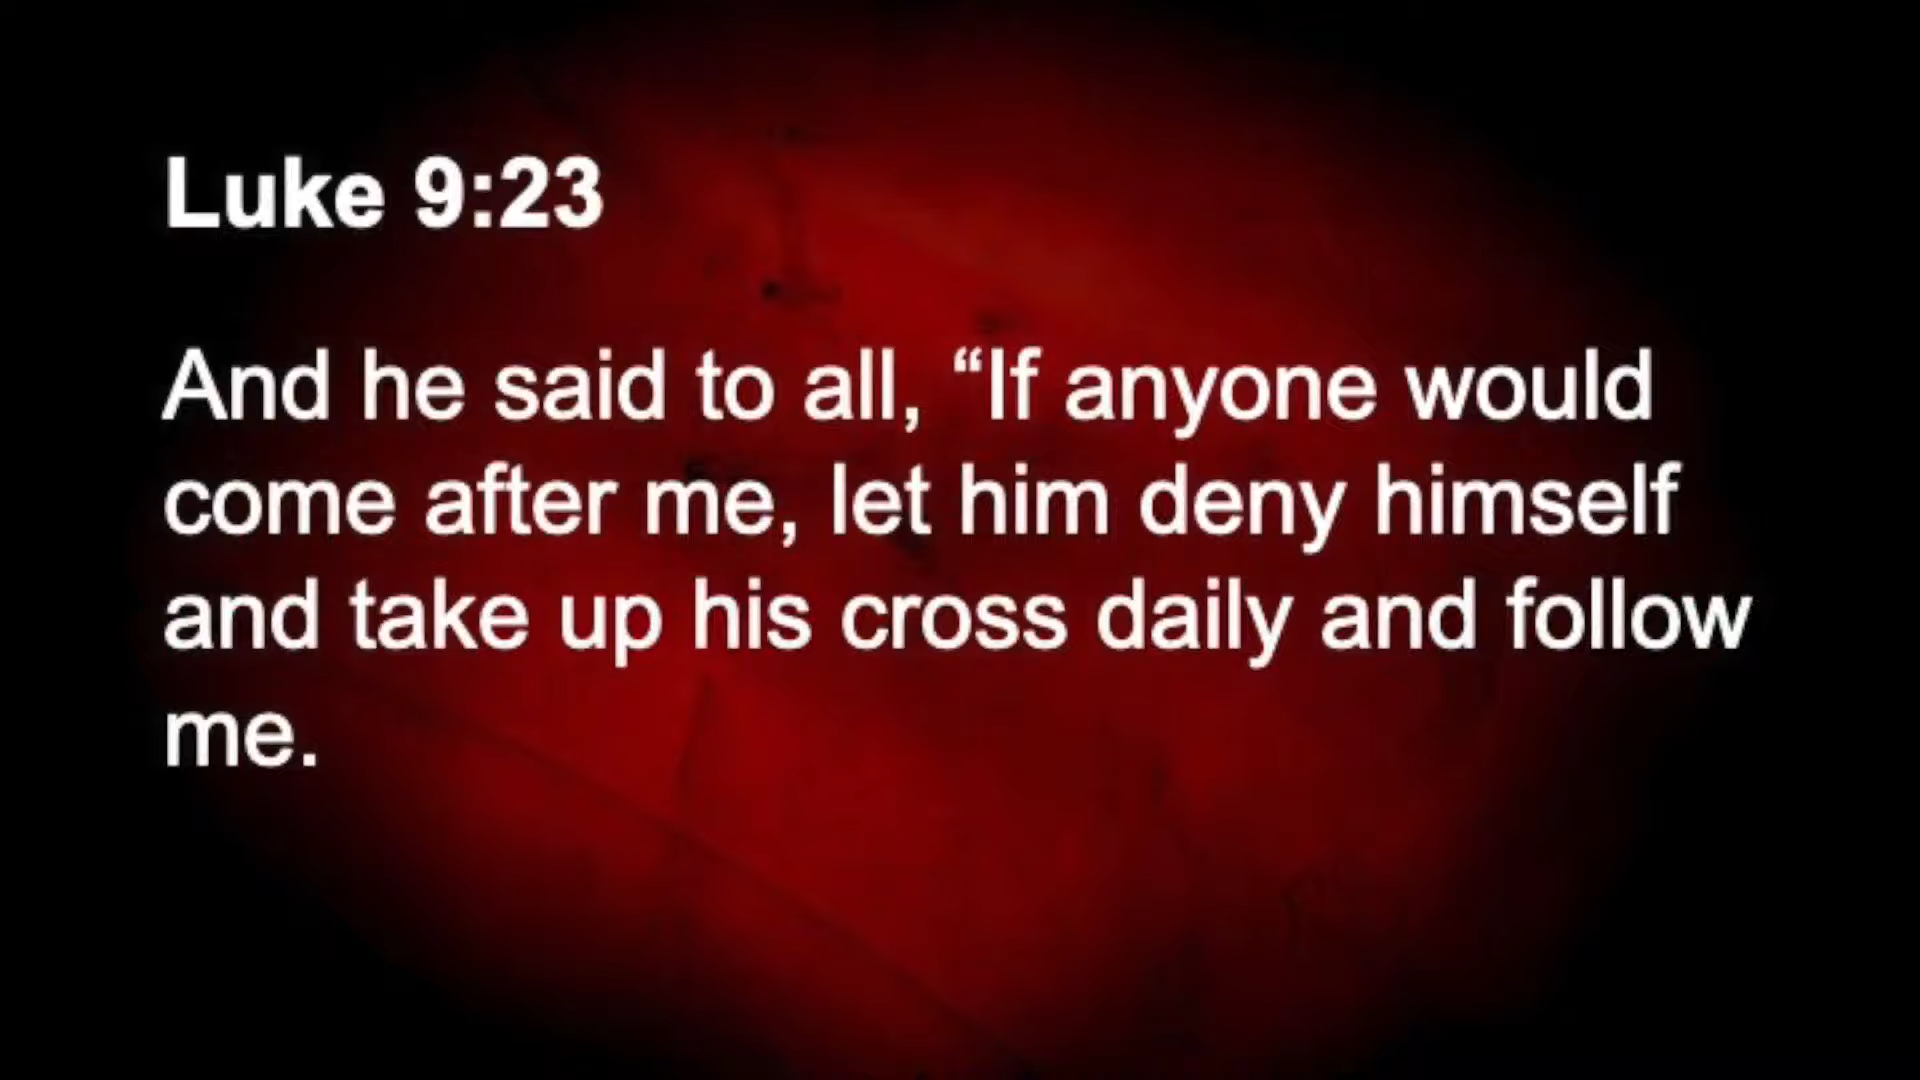 Luke 9:23
And he said to all, “If anyone would
come after me, let him deny himself
and take up his cross daily and follow
me.